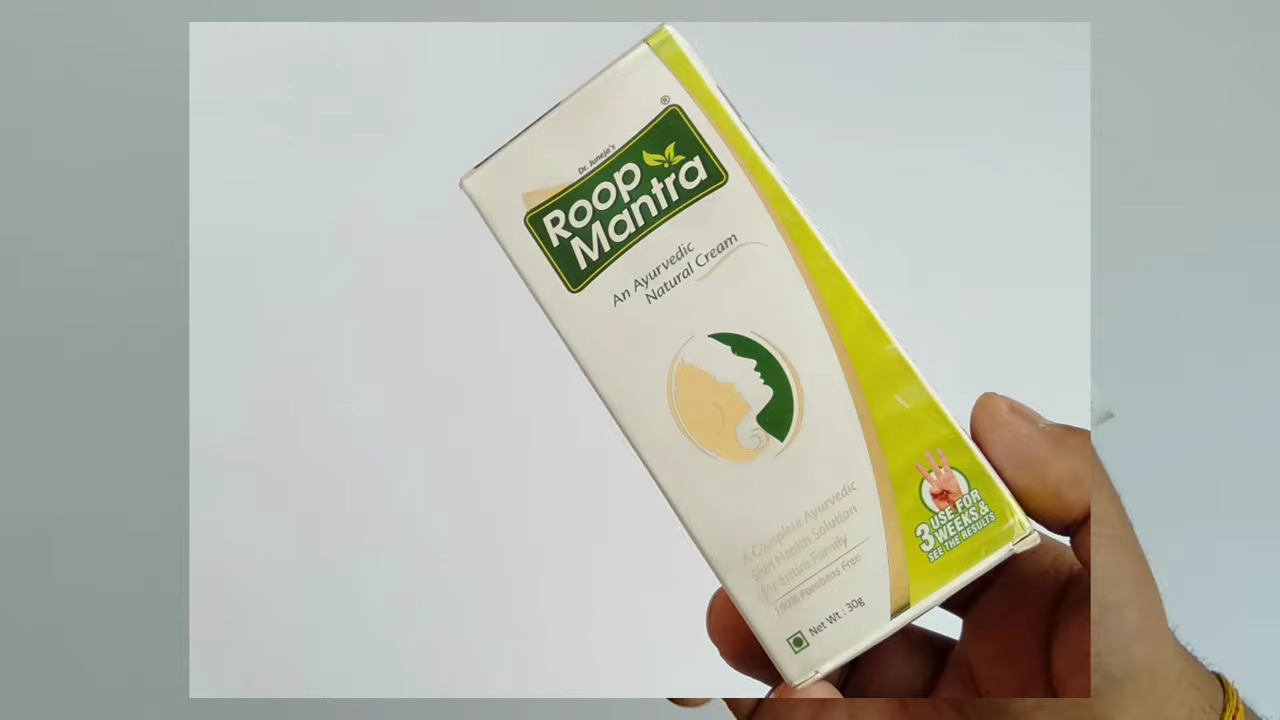 Dr. Juneja's
®
Roop
Mantra
An Ayurvedic
Natural Cream
A Complete Ayurvedic
Skin Health Solution
For Entire Family
100% Parabens Free
Net Wt : 30g
3 USE FOR
WEEKS &
SEE THE RESULTS